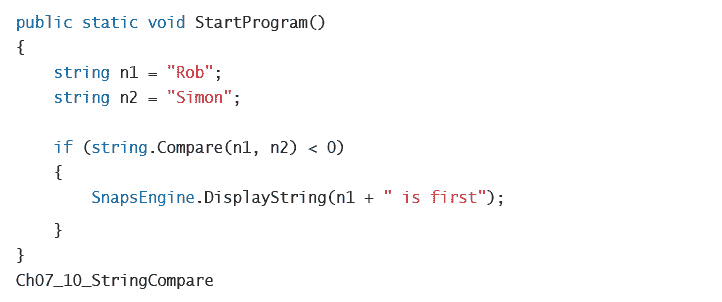 public static void StartProgram()
{
    string n1 = "Rob";
    string n2 = "Simon";

    if (string.Compare(n1, n2) < 0)
    {
        SnapsEngine.DisplayString(n1 + " is first");
    }
}
Ch07_10_StringCompare